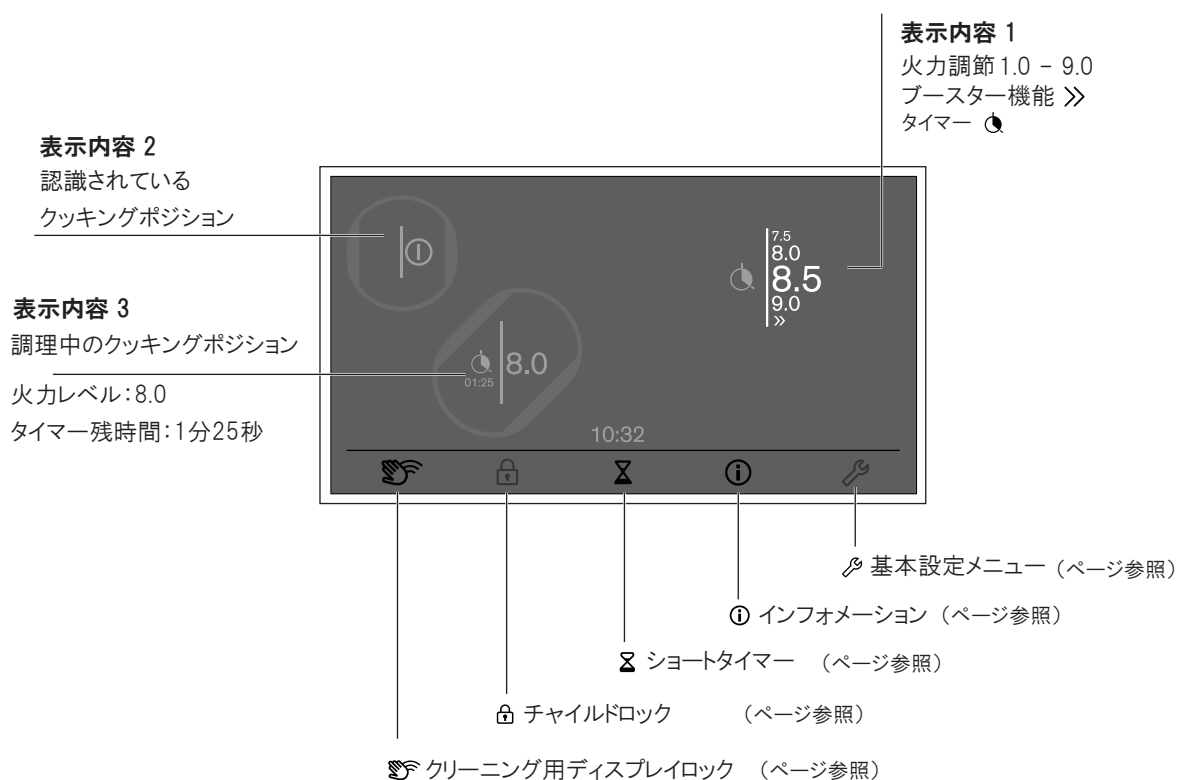 表示内容 1
火力調節 1.0 – 9.0
ブースター機能
タイマー
表示内容 2
認識されている
クッキングポジション
表示内容 3
調理中のクッキングポジション
火力レベル：8.0
タイマー残時間：1分25秒
7.5
8.0
8.5
9.0
»
8.0
01:25
10:32
基本設定メニュー（ページ参照）
インフォメーション（ページ参照）
ショートタイマー （ページ参照）
チャイルドロック （ページ参照）
クリーニング用ディスプレイロック （ページ参照）